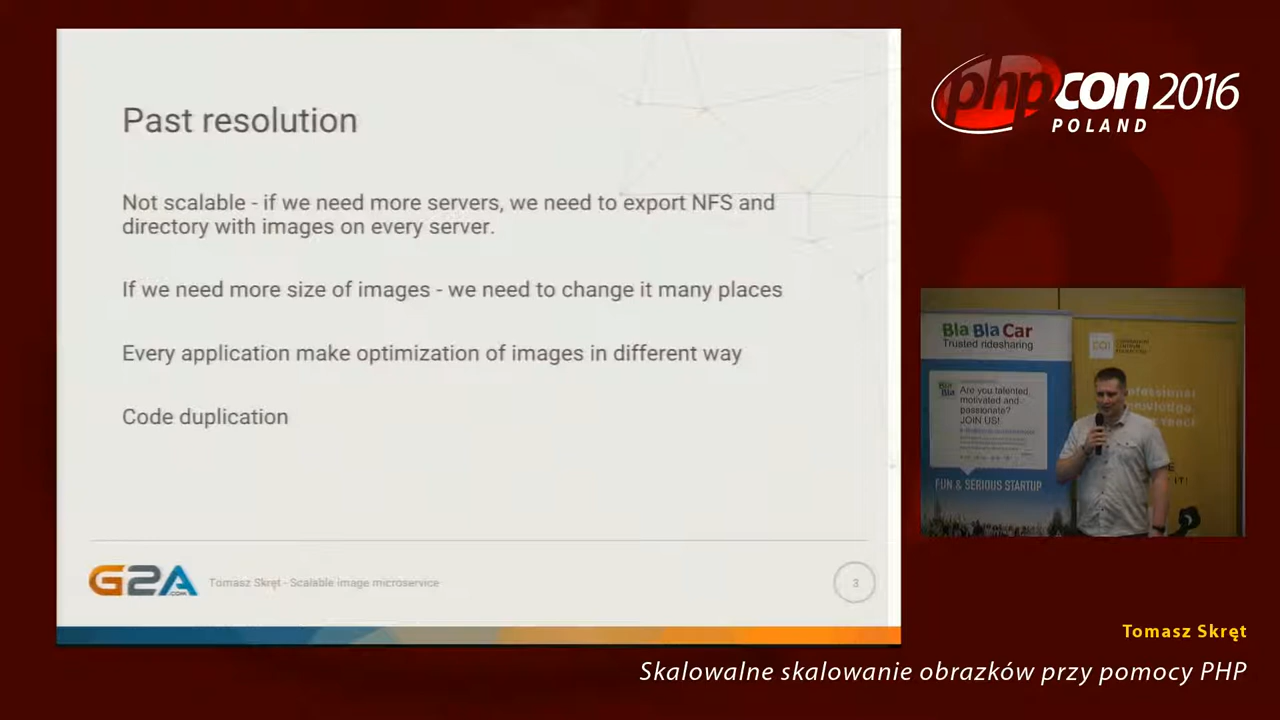 Past resolution
Not scalable - if we need more servers, we need to export NFS and
directory with images on every server.
If we need more size of images - we need to change it many places
Every application make optimization of images in different way
Code duplication
G2A
.COM
Tomasz Skręt - Scalable image microservice
3
phpcon 2016
POLAND
Bla Bla Car
Trusted ridesharing
Bla
Bla
Are you talented,
motivated and
passionate?
JOIN US!
FUN & SERIOUS STARTUP
IT!
Tomasz Skręt
Skalowalne skalowanie obrazków przy pomocy PHP